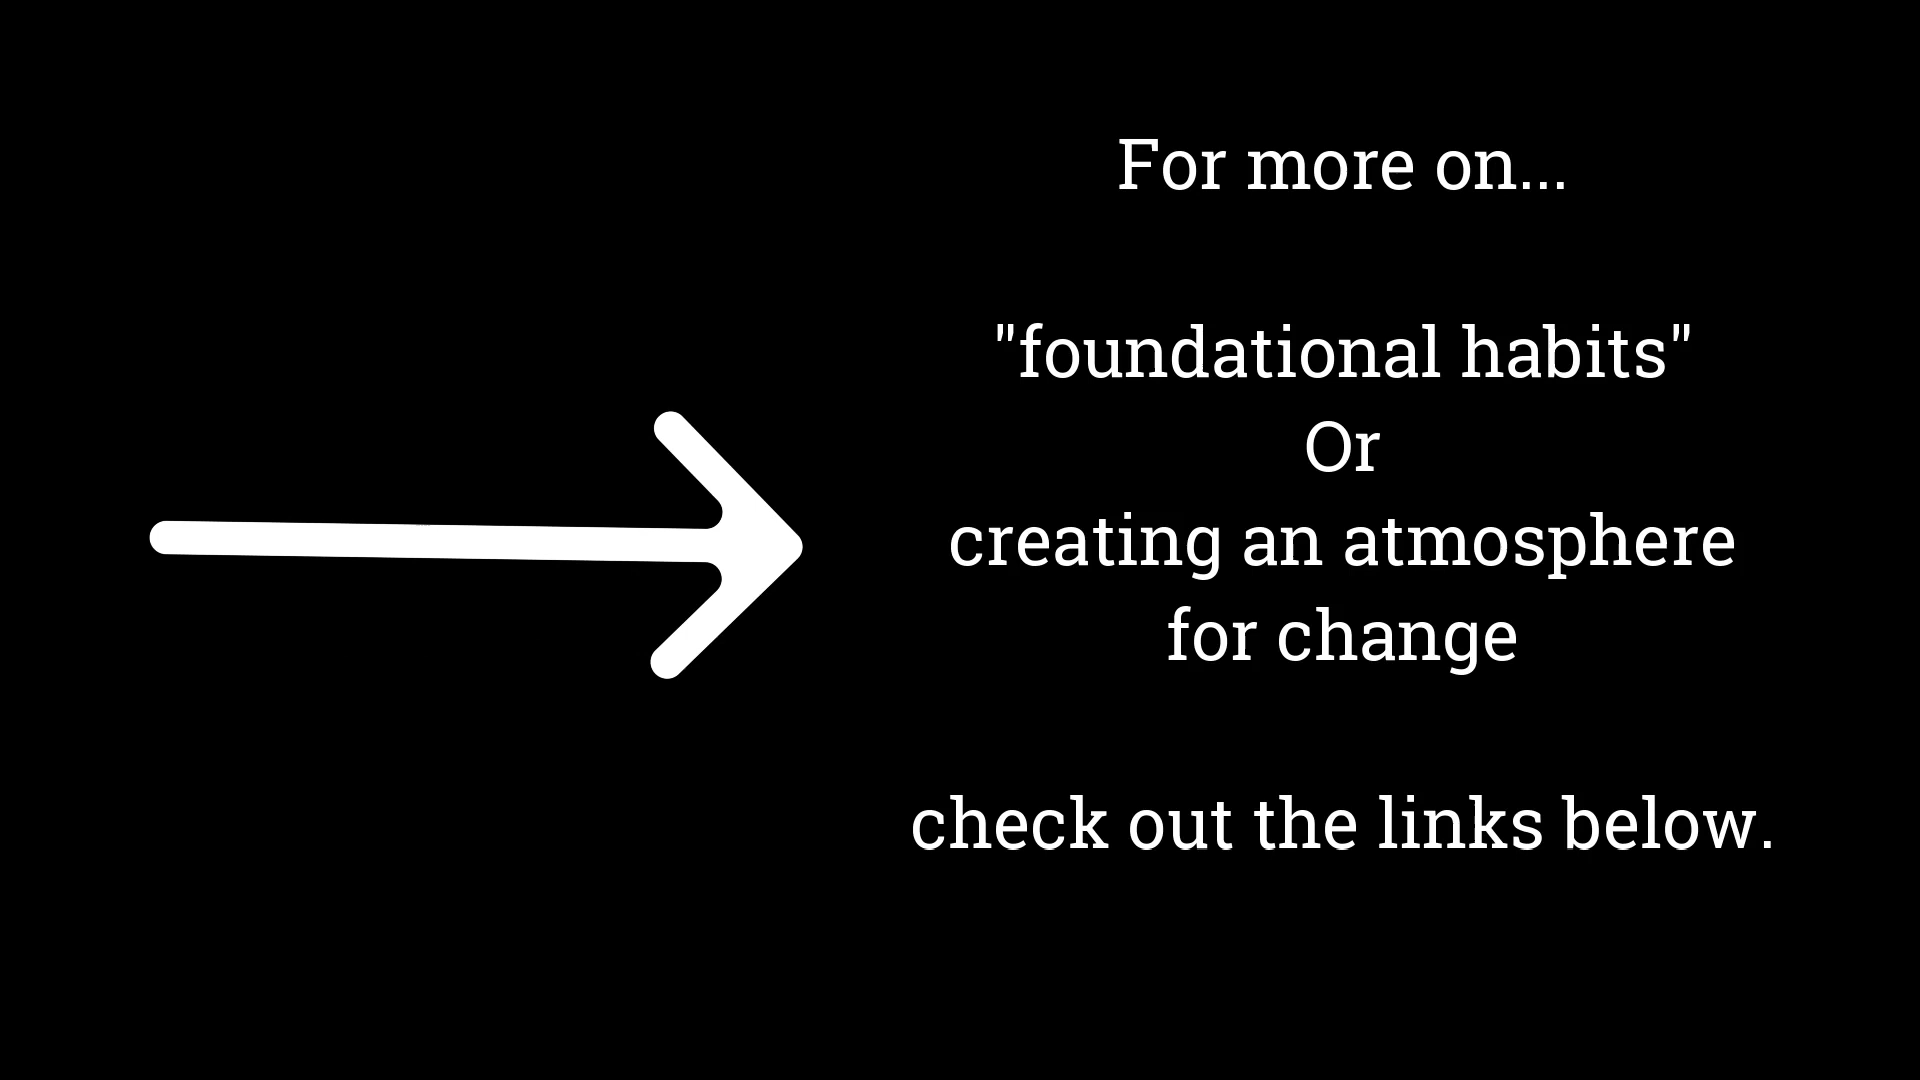 For more on...
"foundational habits"
Or
creating an atmosphere
for change
check out the links below.